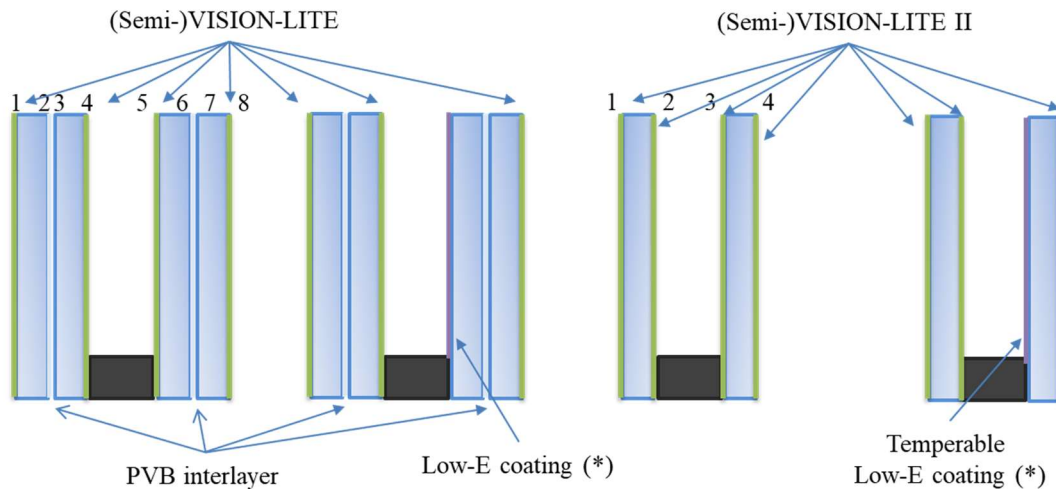 (Semi-)VISION-LITE
(Semi-)VISION-LITE II
1 2 3 4 5 6 7 8
1 2 3 4
PVB interlayer
Low-E coating (*)
Temperable
Low-E coating (*)